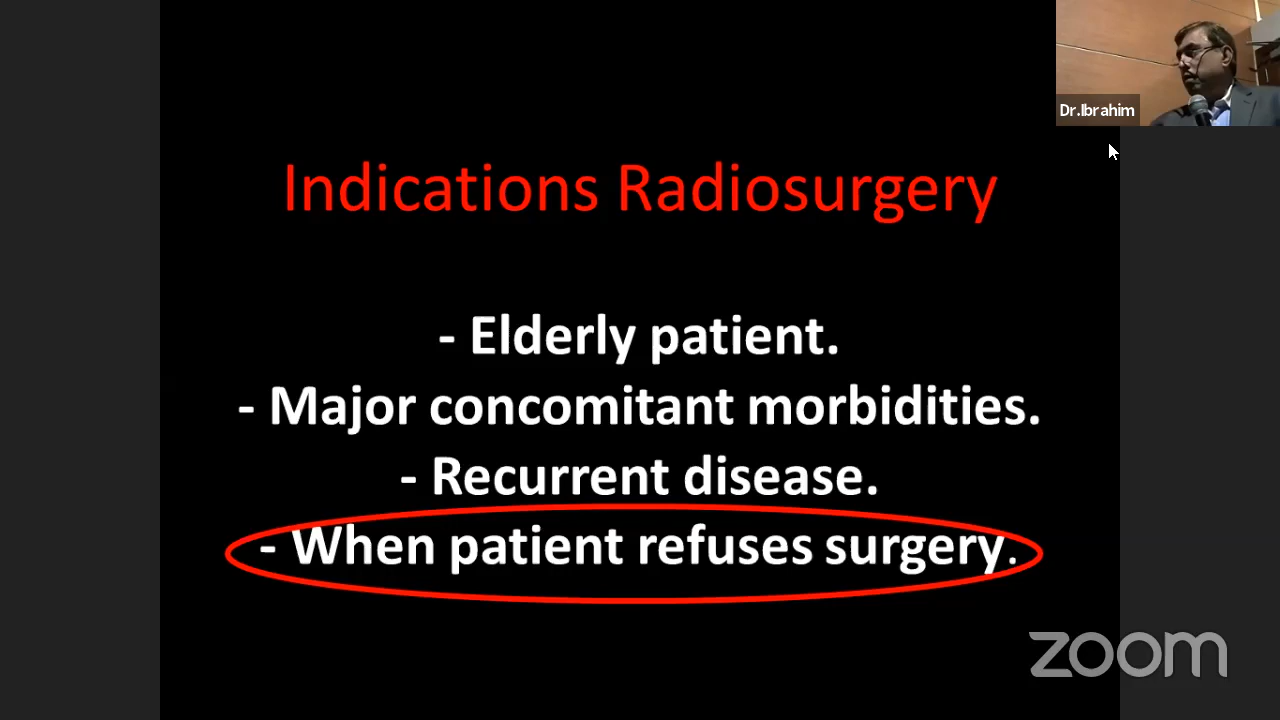 Dr.Ibrahim
Indications Radiosurgery
- Elderly patient.
- Major concomitant morbidities.
- Recurrent disease.
- When patient refuses surgery.
zoom